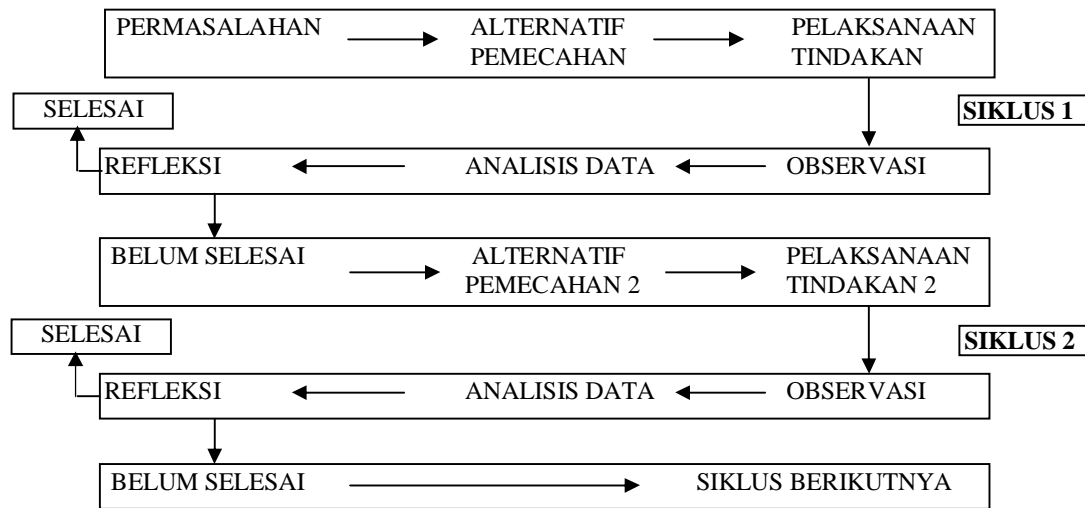 PERMASALAHAN ALTERNATIF PELAKSANAAN
PEMECAHAN TINDAKAN
SELESAI SIKLUS 1
REFLEKSI ANALISIS DATA OBSERVASI
BELUM SELESAI ALTERNATIF PELAKSANAAN
PEMECAHAN 2 TINDAKAN 2
SELESAI SIKLUS 2
REFLEKSI ANALISIS DATA OBSERVASI
BELUM SELESAI SIKLUS BERIKUTNYA